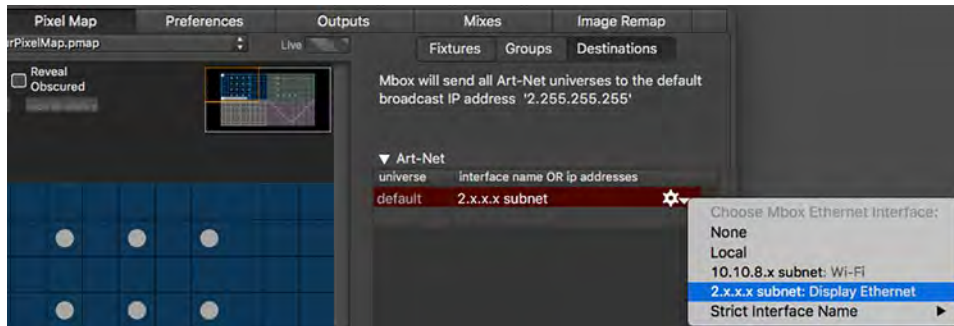 Pixel Map Preferences Outputs Mixes Image Remap
rPixelMap.pmap Live
Fixtures Groups Destinations
Reveal
Obscured
Mbox will send all Art-Net universes to the default
broadcast IP address '2.255.255.255'
▼ Art-Net
universe interface name OR ip addresses
default 2.x.x.x subnet
Choose Mbox Ethernet Interface:
None
Local
10.10.8.x subnet: Wi-Fi
2.x.x.x subnet: Display Ethernet
Strict Interface Name